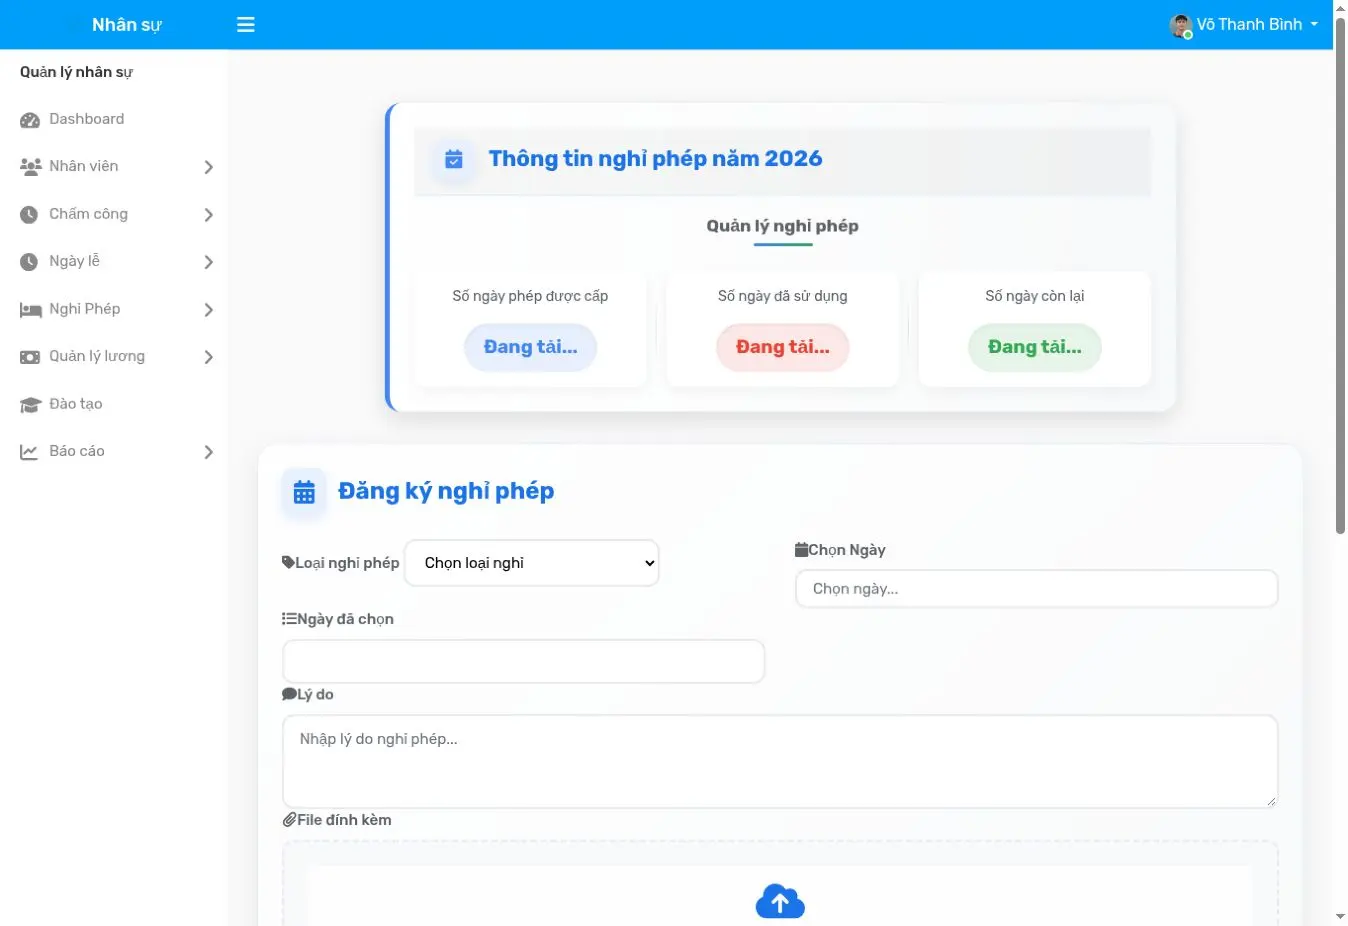 Nhân sự
Võ Thanh Bình
Quản lý nhân sự
Dashboard
Nhân viên
Chấm công
Ngày lễ
Nghỉ Phép
Quản lý lương
Đào tạo
Báo cáo
Thông tin nghỉ phép năm 2026
Quản lý nghỉ phép
Số ngày phép được cấp
Đang tải...
Số ngày đã sử dụng
Đang tải...
Số ngày còn lại
Đang tải...
Đăng ký nghỉ phép
Loại nghỉ phép
Chọn loại nghỉ
Chọn Ngày
Chọn ngày...
Ngày đã chọn
Lý do
Nhập lý do nghỉ phép...
File đính kèm